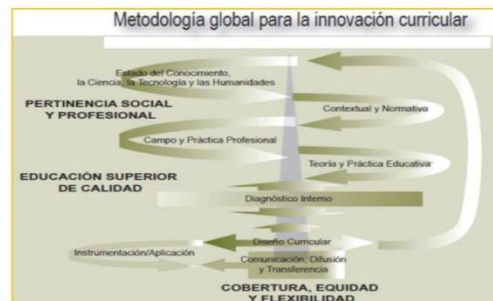 Metodología global para la innovación curricular
Estado del Conocimiento,
la Ciencia, la Tecnología y las Humanidades
PERTINENCIA SOCIAL
Y PROFESIONAL
Contextual y Normativo
Campo y Práctica Profesional
Teoría y Práctica Educativa
EDUCACIÓN SUPERIOR
DE CALIDAD
Diagnóstico Interno
Diseño Curricular
Instrumentación/Aplicación
Comunicación, Difusión
y Transferencia
COBERTURA, EQUIDAD
Y FLEXIBILIDAD